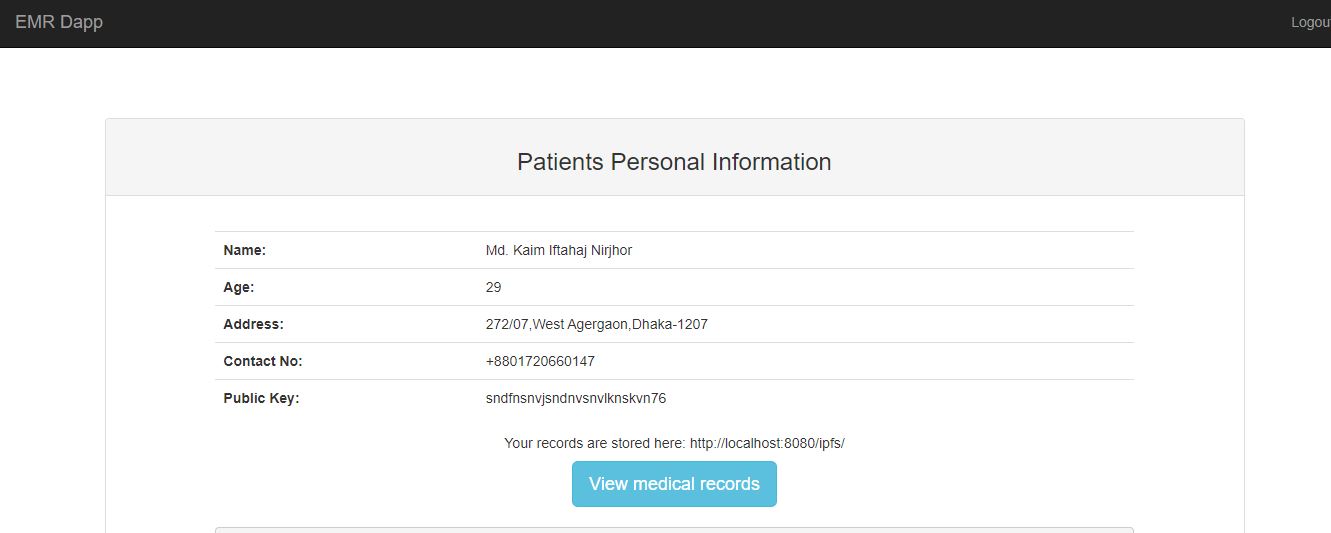 EMR Dapp Logou
Patients Personal Information
Name: Md. Kaim Iftahaj Nirjhor
Age: 29
Address: 272/07,West Agergaon,Dhaka-1207
Contact No: +8801720660147
Public Key: sndfnsnvjsndnvsnvlknskvn76
Your records are stored here: http://localhost:8080/ipfs/
View medical records